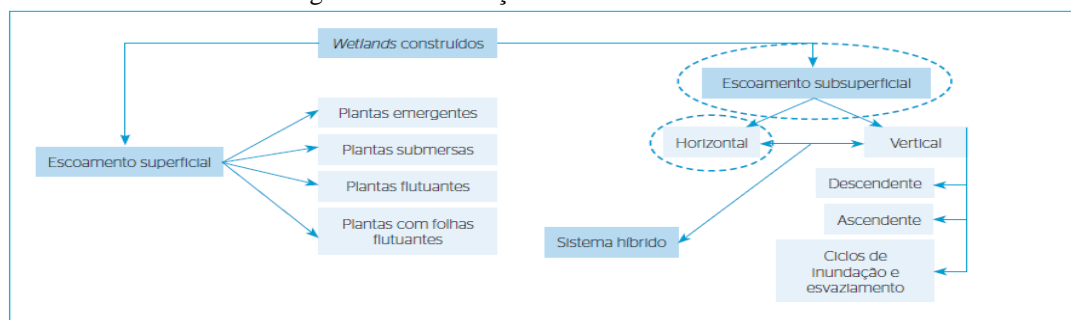 Wetlands construídos
Escoamento superficial
Plantas emergentes
Plantas submersas
Plantas flutuantes
Plantas com folhas
flutuantes
Escoamento subsuperficial
Horizontal
Vertical
Descendente
Ascendente
Ciclos de
inundação e
esvaziamento
Sistema híbrido